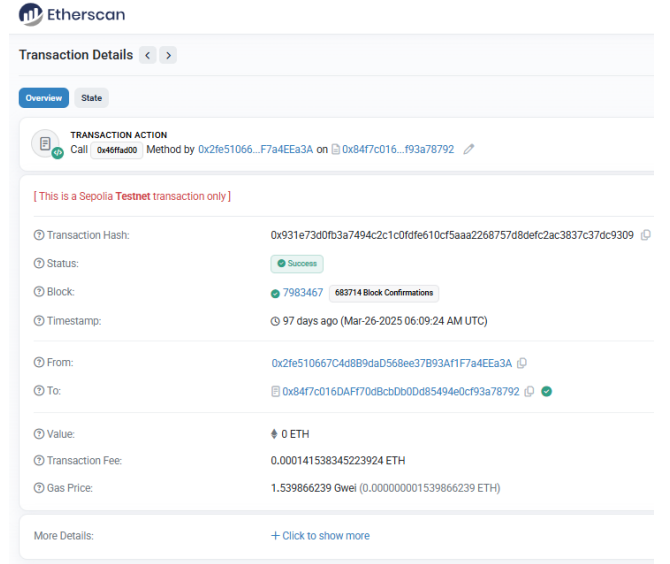 Etherscan
Transaction Details < >
Overview State
TRANSACTION ACTION
Call 0x46ffad00 Method by 0x2fe51066...F7a4EEa3A on 0x84f7c016...f93a78792
[ This is a Sepolia Testnet transaction only ]
Transaction Hash: 0x931e73d0fb3a7494c2c1c0fdfe610cf5aaa2268757d8defc2ac3837c37dc9309
Status: Success
Block: 7983467 683714 Block Confirmations
Timestamp: 97 days ago (Mar-26-2025 06:09:24 AM UTC)
From: 0x2fe510667C4d8B9daD568ee37B93Af1F7a4EEa3A
To: 0x84f7c016DAFf70dBcbDb0Dd85494e0cf93a78792
Value: 0 ETH
Transaction Fee: 0.000141538345223924 ETH
Gas Price: 1.539866239 Gwei (0.000000001539866239 ETH)
More Details: + Click to show more